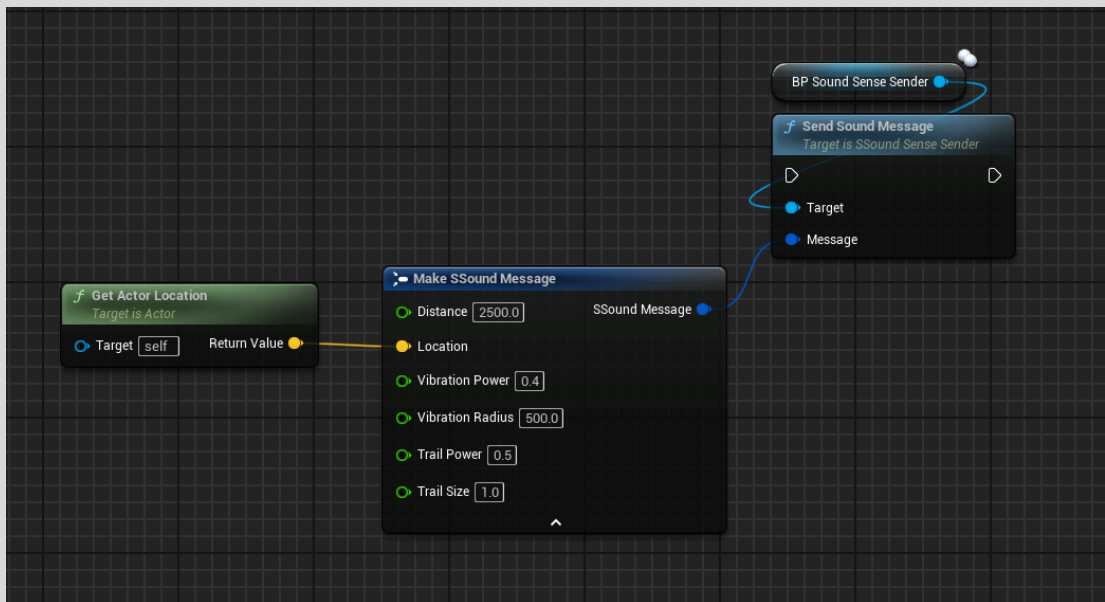 BP Sound Sense Sender
Send Sound Message
Target is SSound Sense Sender
Target
Message
Make SSound Message
Distance 2500.0 SSound Message
Location
Vibration Power 0.4
Vibration Radius 500.0
Trail Power 0.5
Trail Size 1.0
Get Actor Location
Target is Actor
Target self Return Value